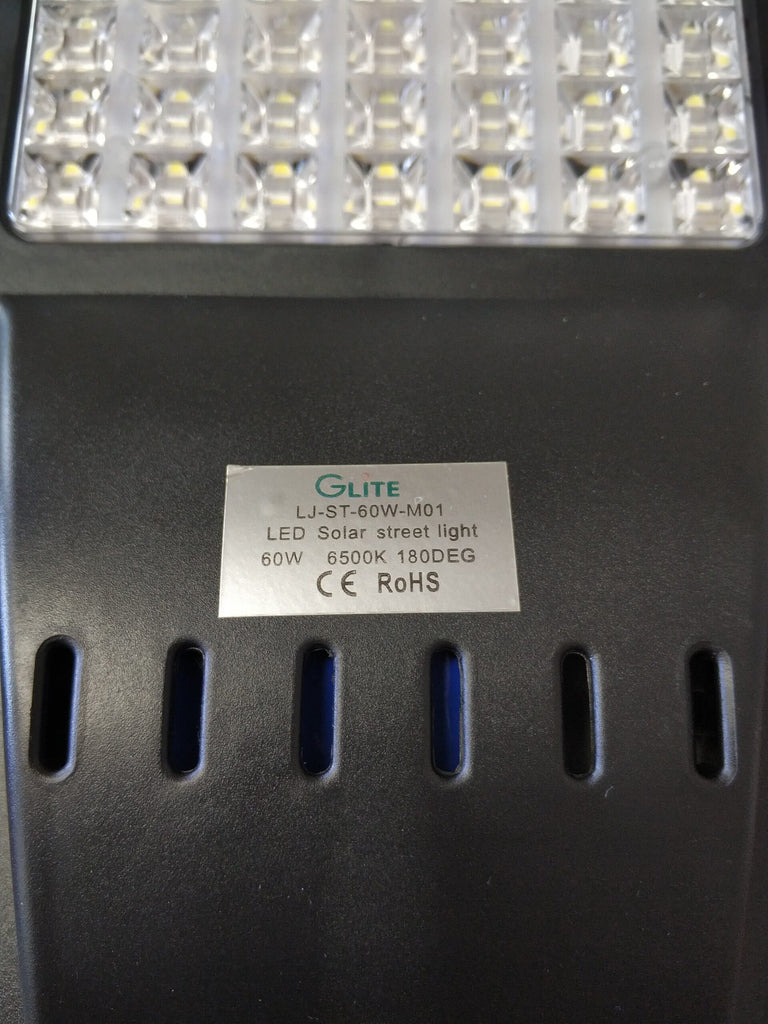 GLITE
LJ-ST-60W-M01
LED Solar street light
60W 6500K 180DEG
CE RoHS